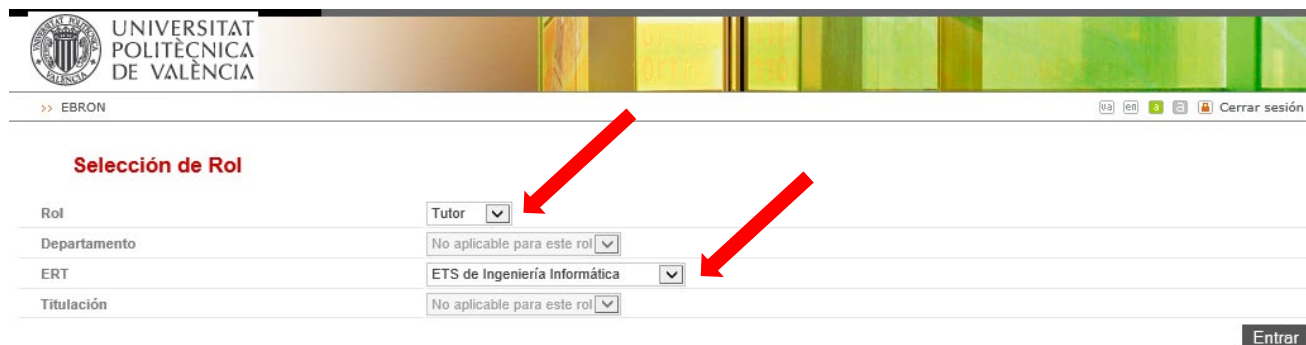 UNIVERSITAT
POLITÈCNICA
DE VALÈNCIA
>> EBRON
va en a a Cerrar sesión
Selección de Rol
Rol Tutor
Departamento No aplicable para este rol
ERT ETS de Ingeniería Informática
Titulación No aplicable para este rol
Entrar